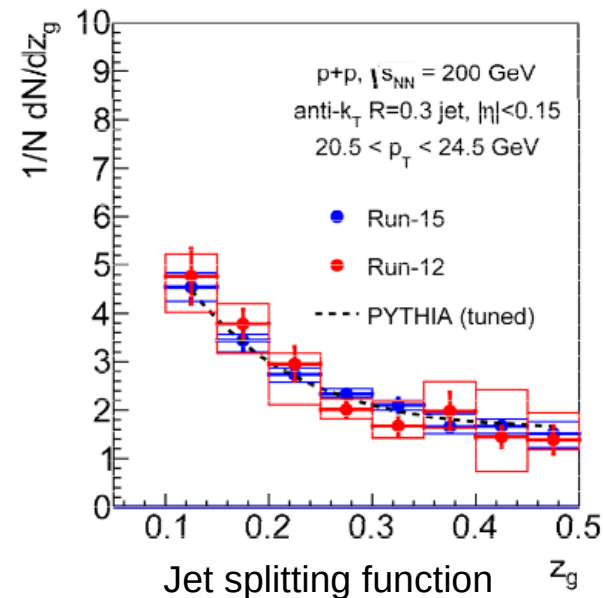 1/N dN/dz_g
10
9
8
7
6
5
4
3
2
1
0
p+p, √s_NN = 200 GeV
anti-k_T R=0.3 jet, |η|<0.15
20.5 < p_T < 24.5 GeV
Run-15
Run-12
PYTHIA (tuned)
0.1 0.2 0.3 0.4 0.5
z_g
Jet splitting function